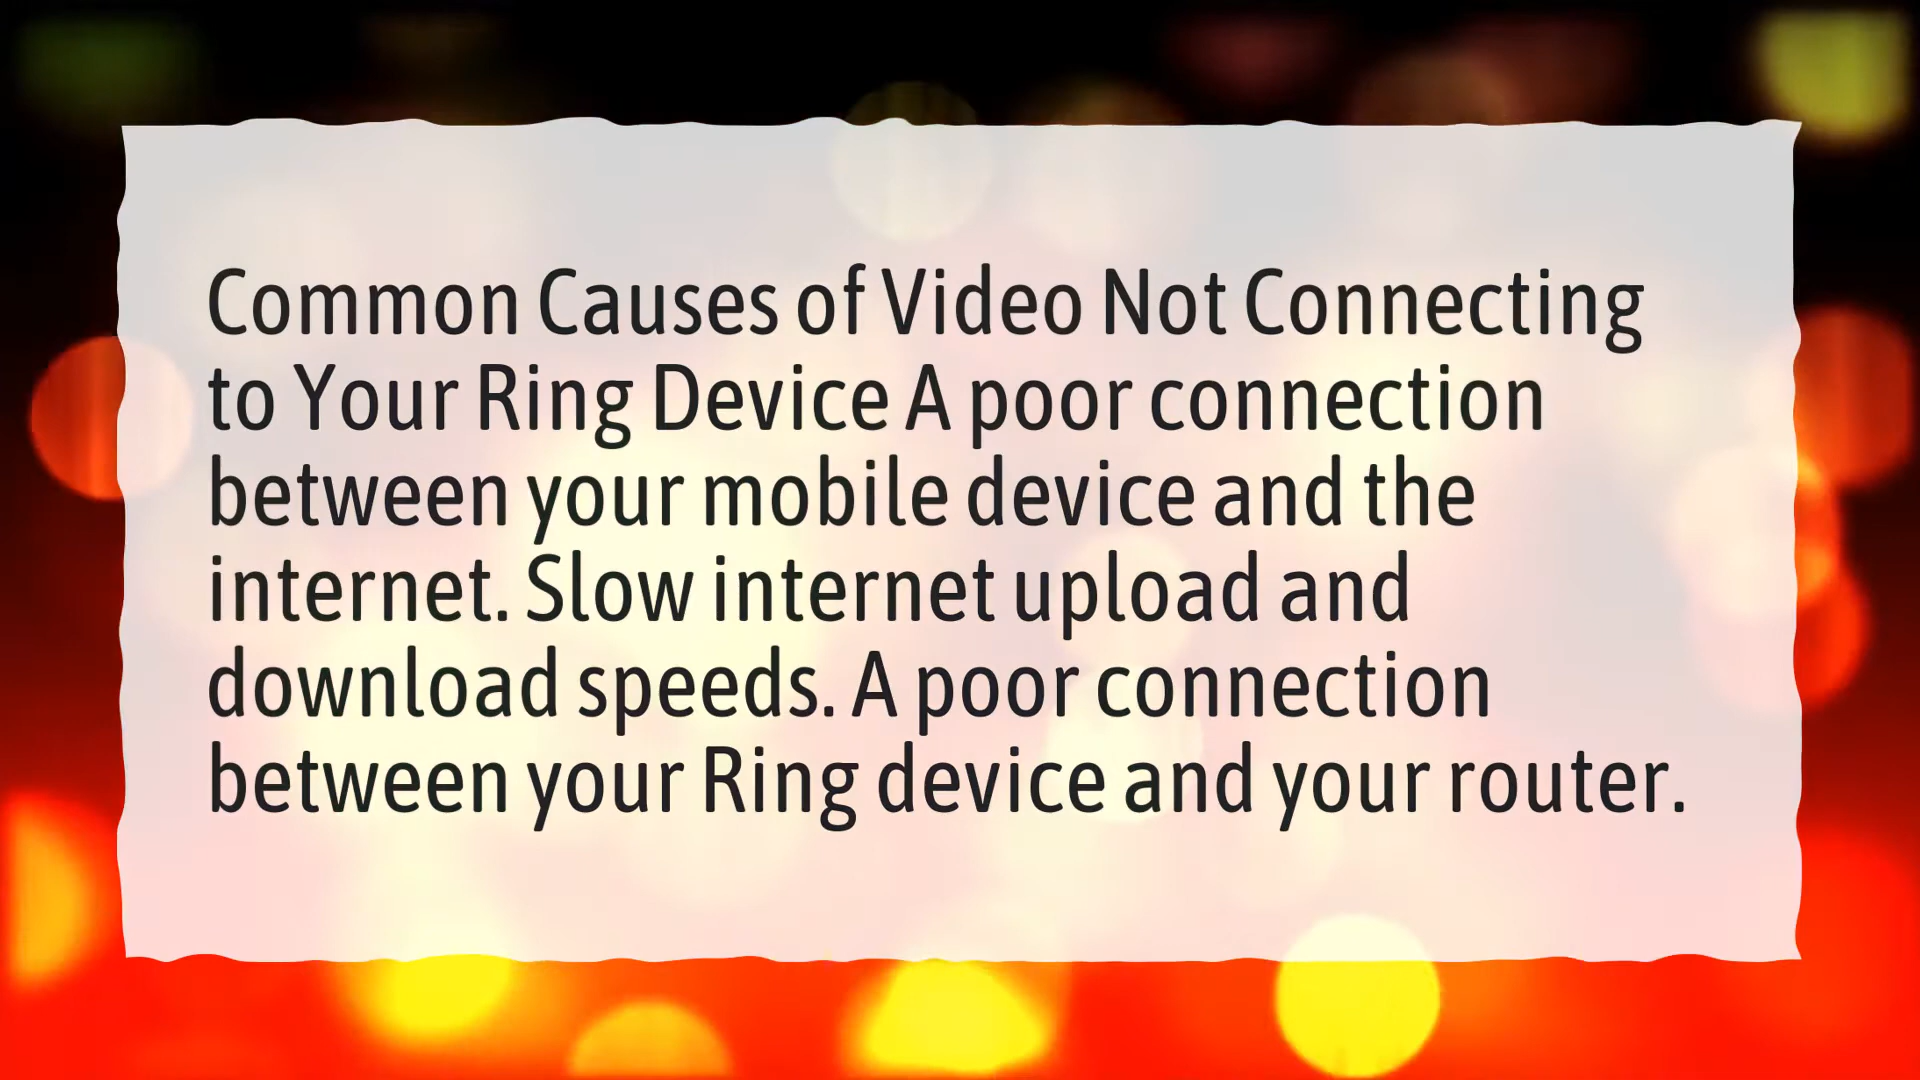 Common Causes of Video Not Connecting
to Your Ring Device A poor connection
between your mobile device and the
internet. Slow internet upload and
download speeds. A poor connection
between your Ring device and your router.